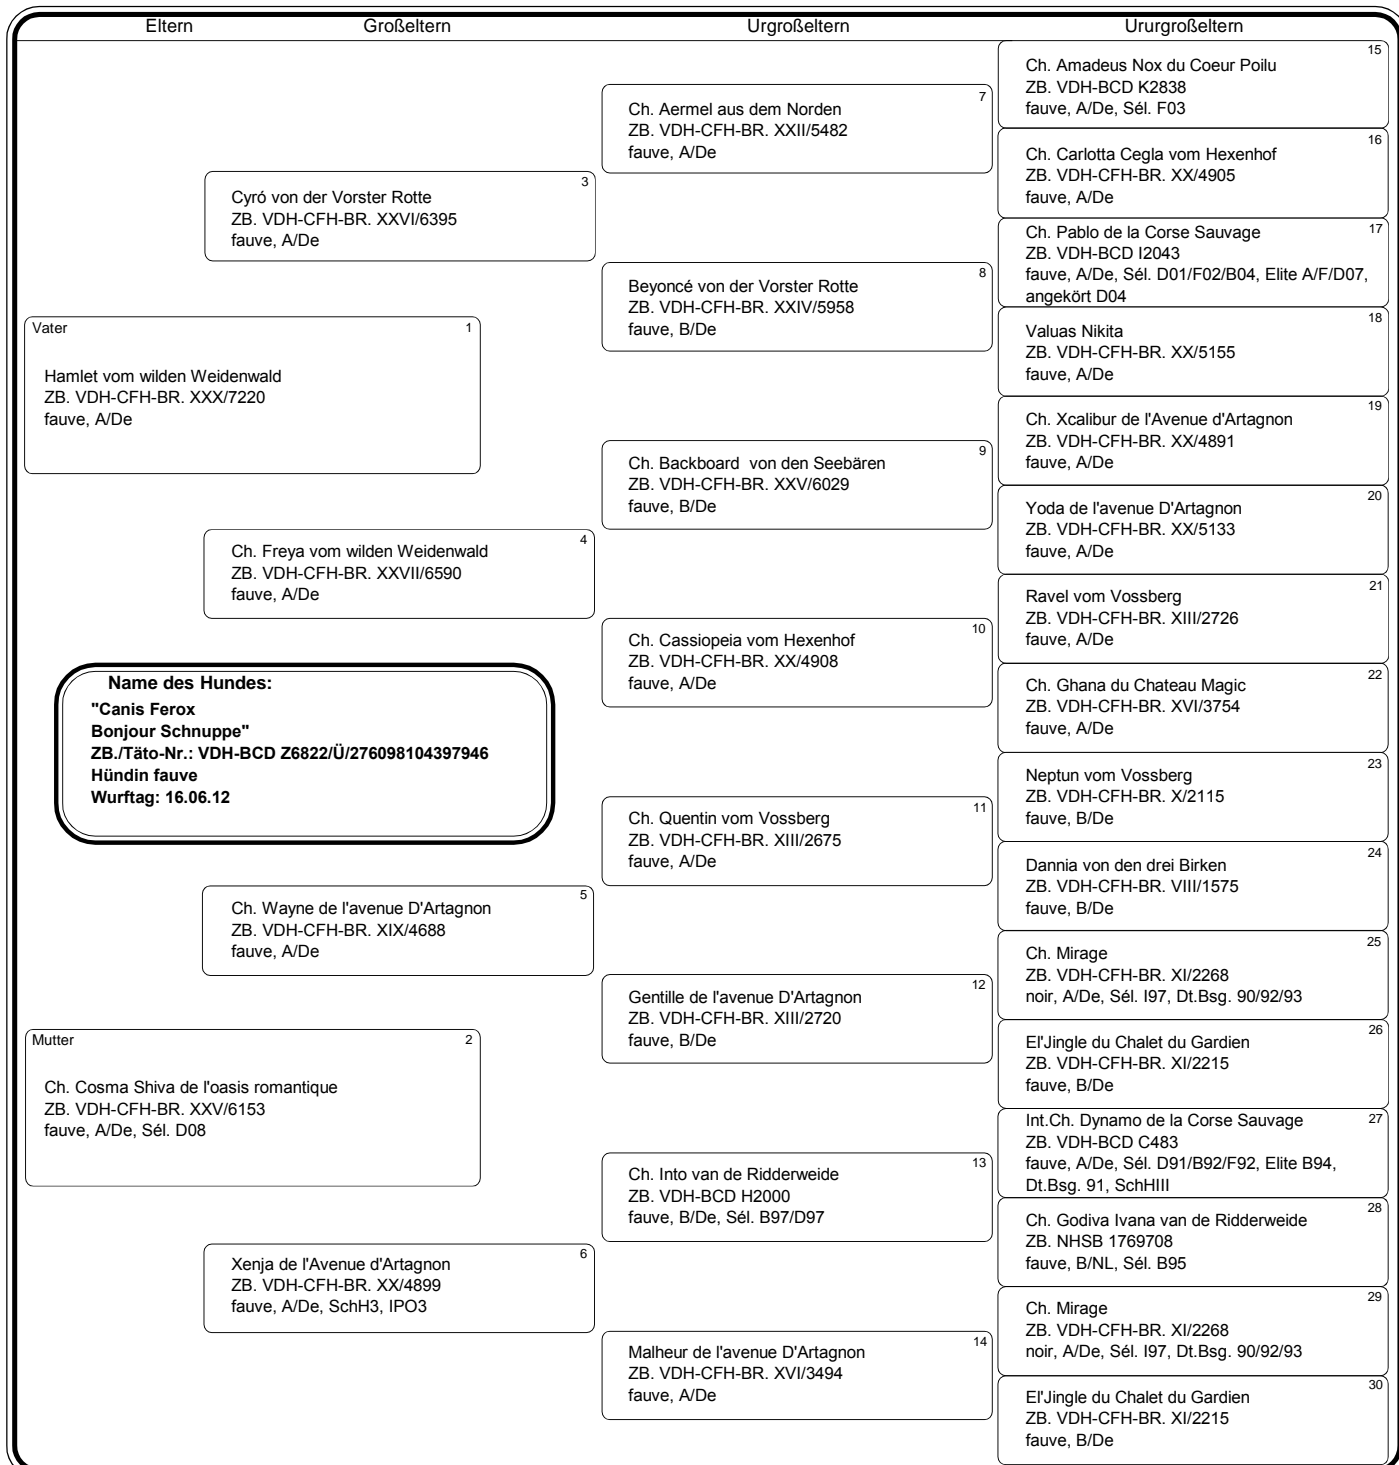 Eltern Großeltern Urgroßeltern Ururgroßeltern
Vater 1
Hamlet vom wilden Weidenwald
ZB. VDH-CFH-BR. XXX/7220
fauve, A/De
Mutter 2
Ch. Cosma Shiva de l'oasis romantique
ZB. VDH-CFH-BR. XXV/6153
fauve, A/De, Sél. D08
Name des Hundes:
"Canis Ferox
Bonjour Schnuppe"
ZB./Täto-Nr.: VDH-BCD Z6822/Ü/276098104397946
Hündin fauve
Wurftag: 16.06.12
3
Cyró von der Vorster Rotte
ZB. VDH-CFH-BR. XXVI/6395
fauve, A/De
4
Ch. Freya vom wilden Weidenwald
ZB. VDH-CFH-BR. XXVII/6590
fauve, A/De
5
Ch. Wayne de l'avenue D'Artagnon
ZB. VDH-CFH-BR. XIX/4688
fauve, A/De
6
Xenja de l'Avenue d'Artagnon
ZB. VDH-CFH-BR. XX/4899
fauve, A/De, SchH3, IPO3
7
Ch. Aermel aus dem Norden
ZB. VDH-CFH-BR. XXII/5482
fauve, A/De
8
Beyoncé von der Vorster Rotte
ZB. VDH-CFH-BR. XXIV/5958
fauve, B/De
9
Ch. Backboard von den Seebären
ZB. VDH-CFH-BR. XXV/6029
fauve, B/De
10
Ch. Cassiopeia vom Hexenhof
ZB. VDH-CFH-BR. XX/4908
fauve, A/De
11
Ch. Quentin vom Vossberg
ZB. VDH-CFH-BR. XIII/2675
fauve, A/De
12
Gentille de l'avenue D'Artagnon
ZB. VDH-CFH-BR. XIII/2720
fauve, B/De
13
Ch. Into van de Ridderweide
ZB. VDH-BCD H2000
fauve, B/De, Sél. B97/D97
14
Malheur de l'avenue D'Artagnon
ZB. VDH-CFH-BR. XVI/3494
fauve, A/De
15
Ch. Amadeus Nox du Coeur Poilu
ZB. VDH-BCD K2838
fauve, A/De, Sél. F03
16
Ch. Carlotta Cegla vom Hexenhof
ZB. VDH-CFH-BR. XX/4905
fauve, A/De
17
Ch. Pablo de la Corse Sauvage
ZB. VDH-BCD I2043
fauve, A/De, Sél. D01/F02/B04, Elite A/F/D07,
angekört D04
18
Valuas Nikita
ZB. VDH-CFH-BR. XX/5155
fauve, A/De
19
Ch. Xcalibur de l'Avenue d'Artagnon
ZB. VDH-CFH-BR. XX/4891
fauve, A/De
20
Yoda de l'avenue D'Artagnon
ZB. VDH-CFH-BR. XX/5133
fauve, A/De
21
Ravel vom Vossberg
ZB. VDH-CFH-BR. XIII/2726
fauve, A/De
22
Ch. Ghana du Chateau Magic
ZB. VDH-CFH-BR. XVI/3754
fauve, A/De
23
Neptun vom Vossberg
ZB. VDH-CFH-BR. X/2115
fauve, B/De
24
Dannia von den drei Birken
ZB. VDH-CFH-BR. VIII/1575
fauve, B/De
25
Ch. Mirage
ZB. VDH-CFH-BR. XI/2268
noir, A/De, Sél. I97, Dt.Bsg. 90/92/93
26
El'Jingle du Chalet du Gardien
ZB. VDH-CFH-BR. XI/2215
fauve, B/De
27
Int.Ch. Dynamo de la Corse Sauvage
ZB. VDH-BCD C483
fauve, A/De, Sél. D91/B92/F92, Elite B94,
Dt.Bsg. 91, SchHIII
28
Ch. Godiva Ivana van de Ridderweide
ZB. NHSB 1769708
fauve, B/NL, Sél. B95
29
Ch. Mirage
ZB. VDH-CFH-BR. XI/2268
noir, A/De, Sél. I97, Dt.Bsg. 90/92/93
30
El'Jingle du Chalet du Gardien
ZB. VDH-CFH-BR. XI/2215
fauve, B/De